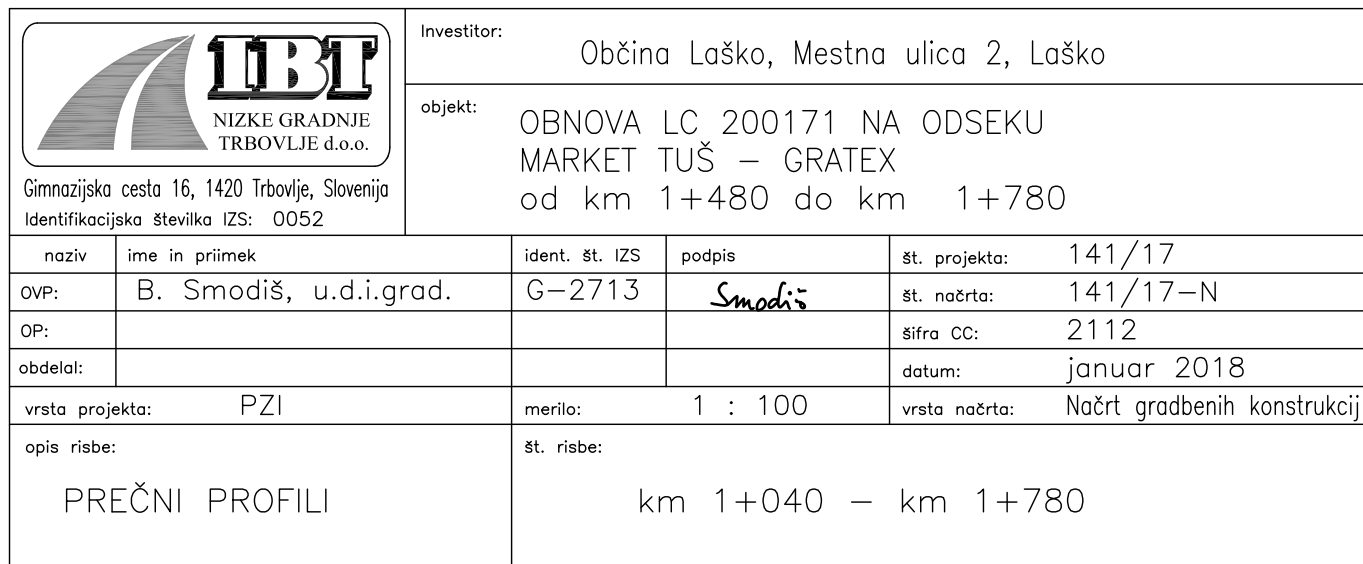 IBT
NIZKE GRADNJE
TRBOVLJE d.o.o.
Gimnazijska cesta 16, 1420 Trbovlje, Slovenija
Identifikacijska številka IZS: 0052
Investitor:
Občina Laško, Mestna ulica 2, Laško
objekt:
OBNOVA LC 200171 NA ODSEKU
MARKET TUŠ – GRATEX
od km 1+480 do km 1+780
naziv ime in priimek ident. št. IZS podpis št. projekta: 141/17
OVP: B. Smodiš, u.d.i.grad. G-2713 Smodiš št. načrta: 141/17-N
OP: šifra CC: 2112
obdelal: datum: januar 2018
vrsta projekta: PZI merilo: 1 : 100 vrsta načrta: Načrt gradbenih konstrukcij
opis risbe: št. risbe:
PREČNI PROFILI km 1+040 – km 1+780